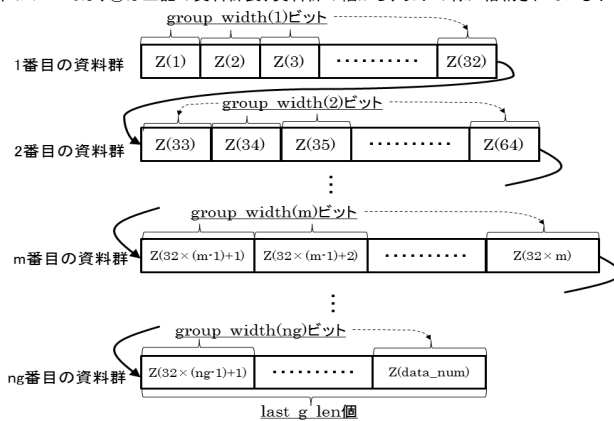 group_width(1)ビット
1番目の資料群 Z(1) Z(2) Z(3) ・・・・・・・・・・ Z(32)
group_width(2)ビット
2番目の資料群 Z(33) Z(34) Z(35) ・・・・・・・・・・ Z(64)
⋮
group_width(m)ビット
m番目の資料群 Z(32×(m-1)+1) Z(32×(m-1)+2) ・・・・・・・・・・ Z(32×m)
⋮
group_width(ng)ビット
ng番目の資料群 Z(32×(ng-1)+1) ・・・・・・・・・・ Z(data_num)
last_g_len個